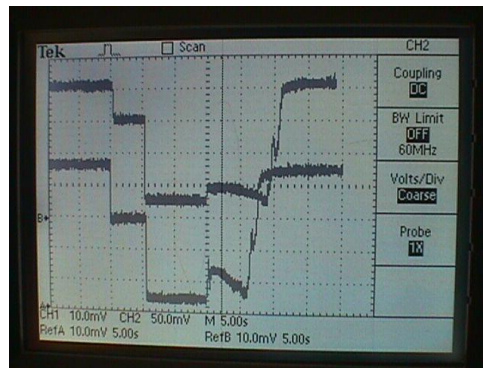 Tek Scan CH2
Coupling
DC
BW Limit
OFF
60MHz
Volts/Div
Coarse
Probe
1X
B
A
CH1 10.0mV CH2 50.0mV M 5.00s
RefA 10.0mV 5.00s RefB 10.0mV 5.00s